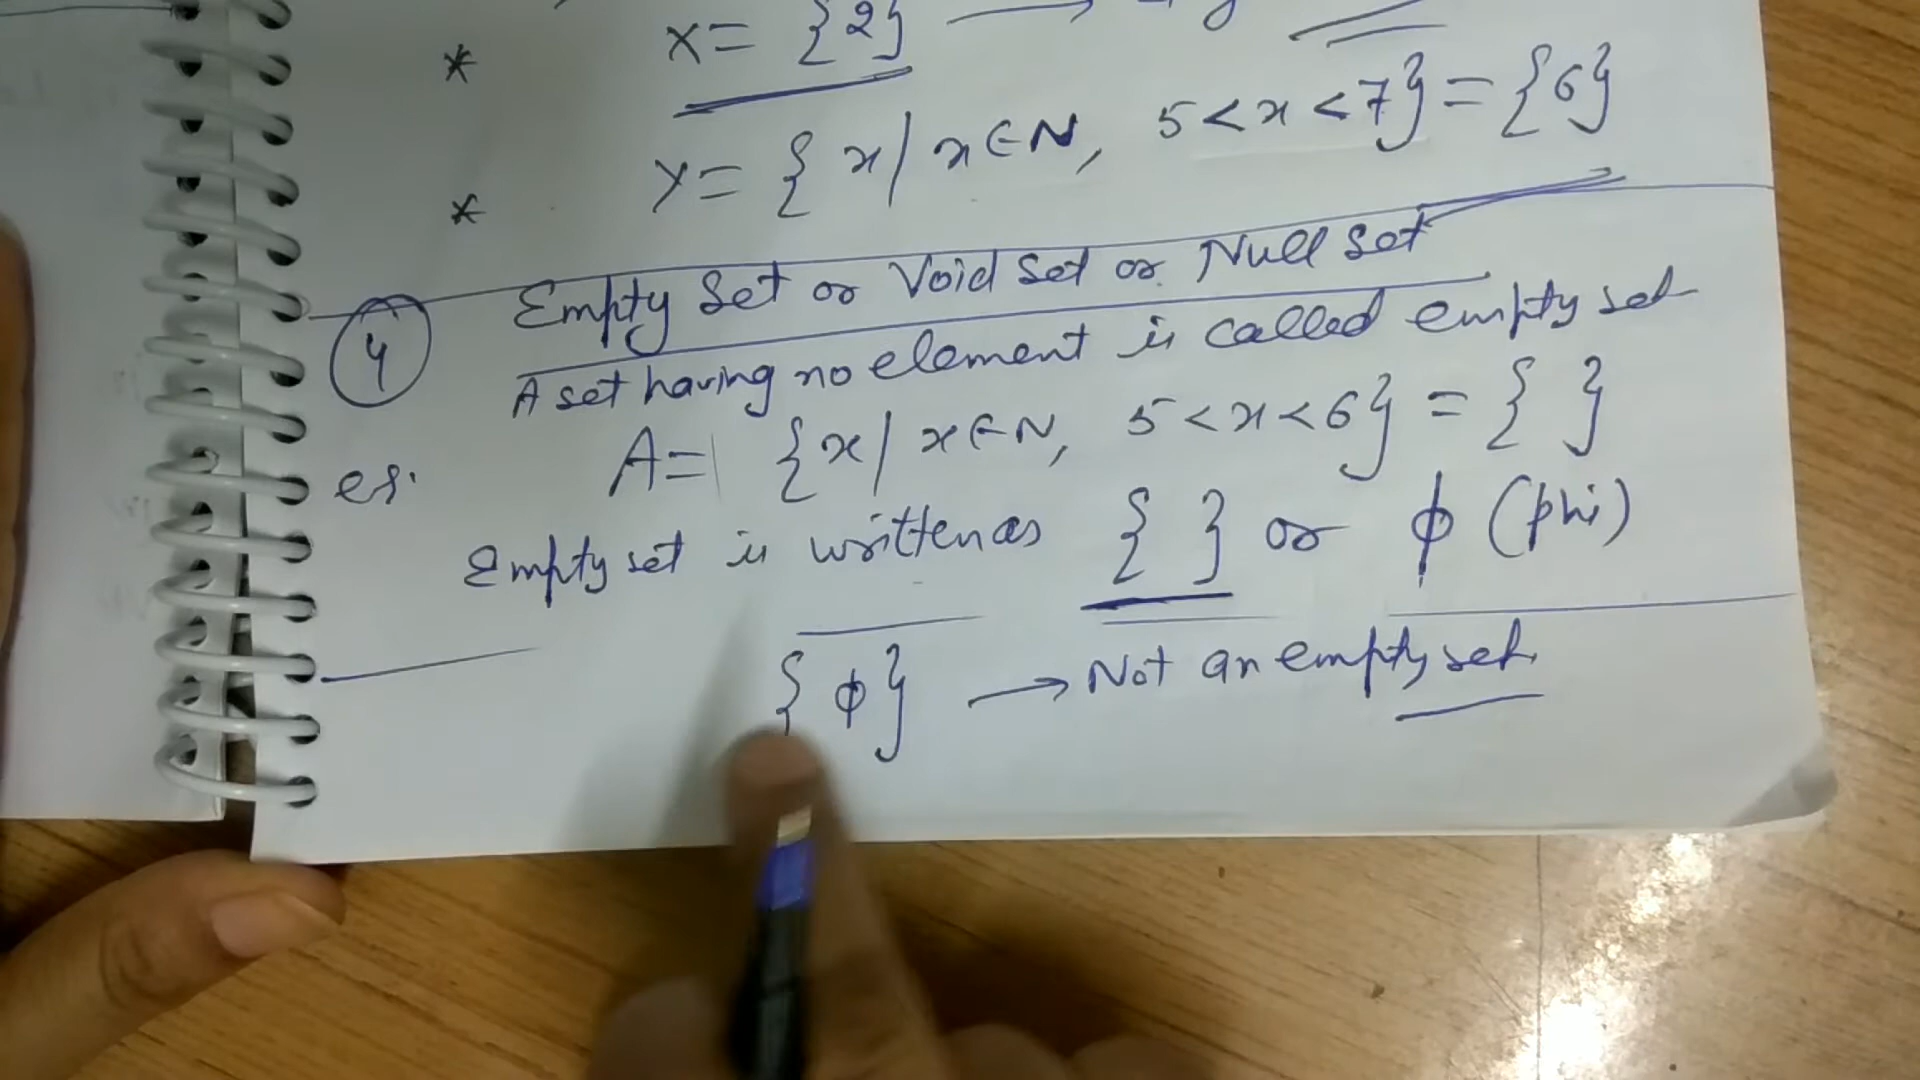 * X = {2} →
* Y = { x / x ∈ N, 5 < x < 7} = {6}
4 Empty Set or Void Set or Null Set
A set having no element is called empty set
eg. A = {x / x ∈ N, 5 < x < 6} = { }
Empty set is written as { } or ϕ (phi)
{ϕ} → Not an empty set.